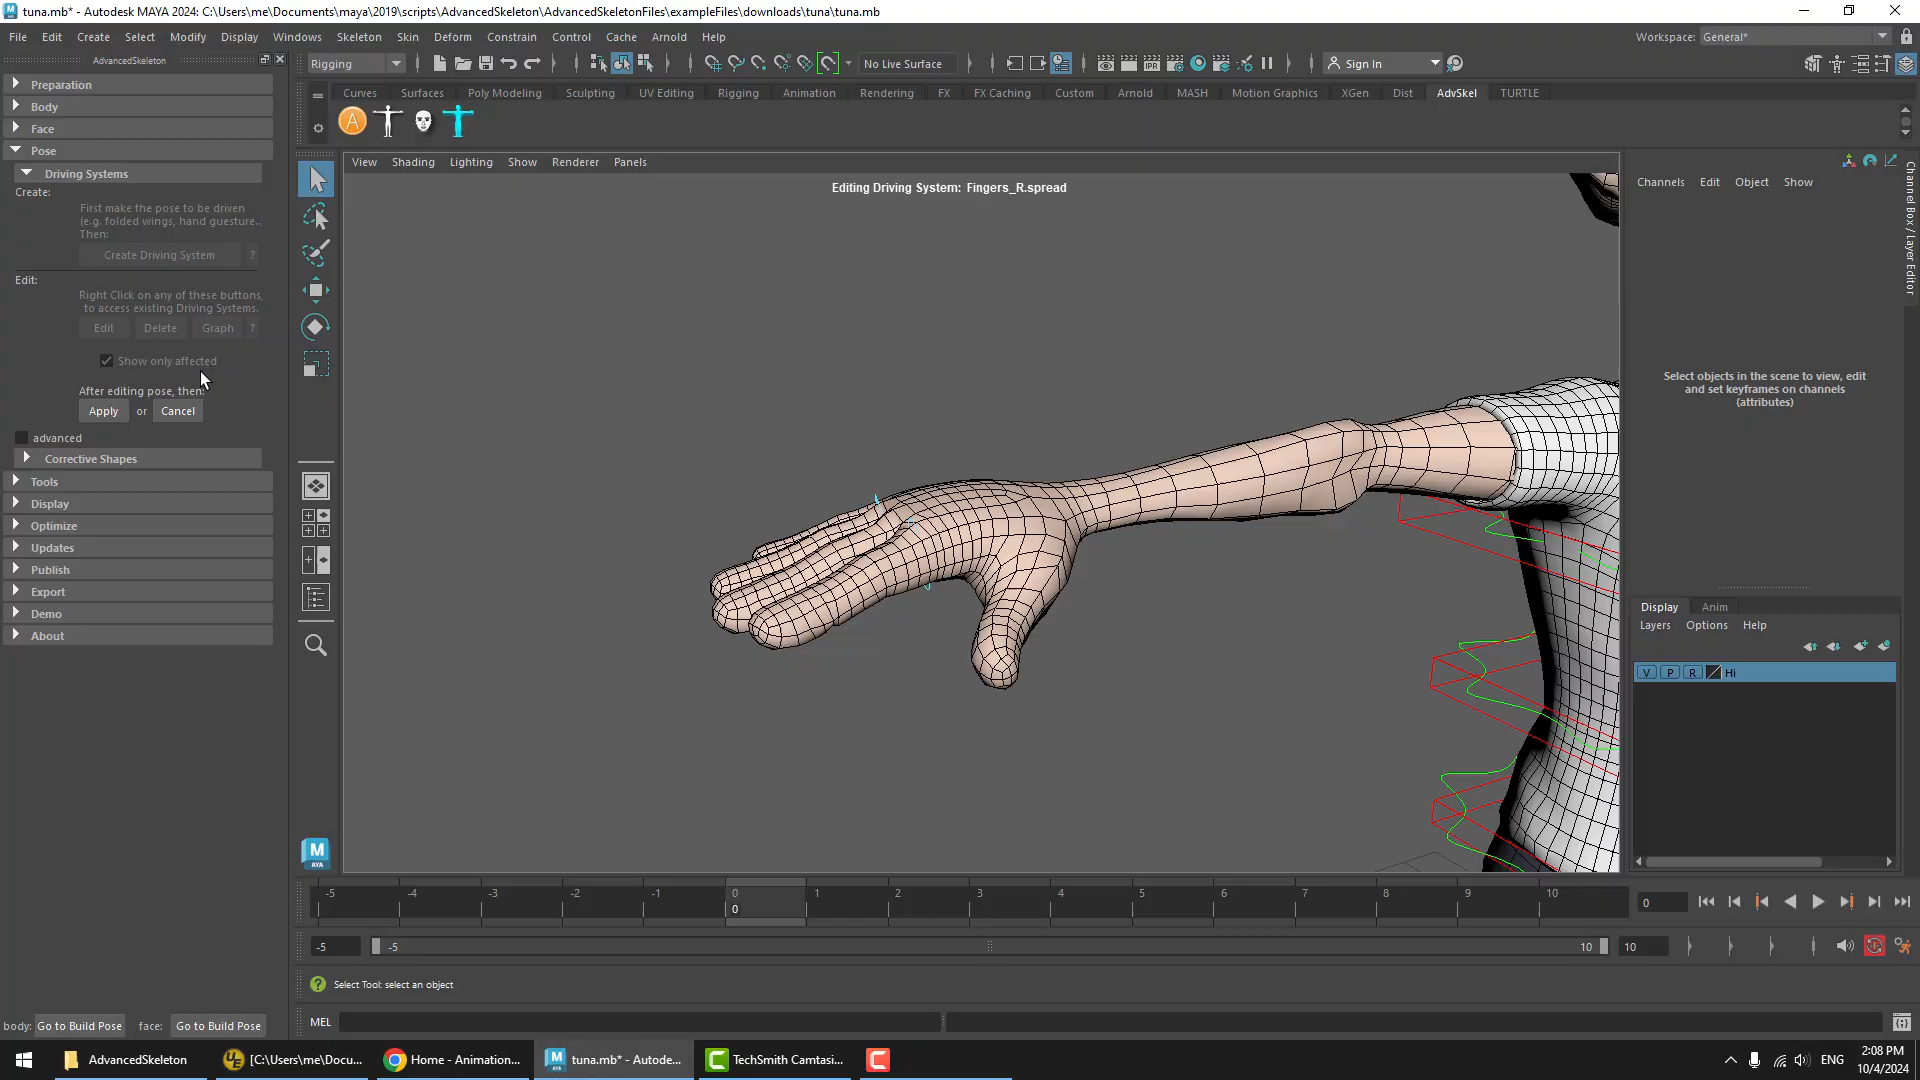 tuna.mb* - Autodesk MAYA 2024: C:\Users\me\Documents\maya\2019\scripts\AdvancedSkeleton\AdvancedSkeletonFiles\exampleFiles\downloads\tuna\tuna.mb
File Edit Create Select Modify Display Windows Skeleton Skin Deform Constrain Control Cache Arnold Help
Workspace: General*
AdvancedSkeleton
Rigging
No Live Surface
Sign In
Preparation
Body
Face
Pose
Driving Systems
Create:
First make the pose to be driven
(e.g. folded wings, hand guesture..)
Then:
Create Driving System ?
Edit:
Right Click on any of these buttons,
to access existing Driving Systems.
Edit Delete Graph ?
Show only affected
After editing pose, then:
Apply or Cancel
advanced
Corrective Shapes
Tools
Display
Optimize
Updates
Publish
Export
Demo
About
body: Go to Build Pose face: Go to Build Pose
Curves Surfaces Poly Modeling Sculpting UV Editing Rigging Animation Rendering FX FX Caching Custom Arnold MASH Motion Graphics XGen Dist AdvSkel TURTLE
A
IPR
View Shading Lighting Show Renderer Panels
Editing Driving System: Fingers_R.spread
M
AYA
Channels Edit Object Show
Select objects in the scene to view, edit
and set keyframes on channels
(attributes)
Channel Box / Layer Editor
Display Anim
Layers Options Help
V P R Hi
-5 -4 -3 -2 -1 0 1 2 3 4 5 6 7 8 9 10
0
0
-5 -5 10 10
Select Tool: select an object
MEL
AdvancedSkeleton
[C:\Users\me\Docu...
Home - Animation...
tuna.mb* - Autode...
TechSmith Camtasi...
ENG
2:08 PM
10/4/2024